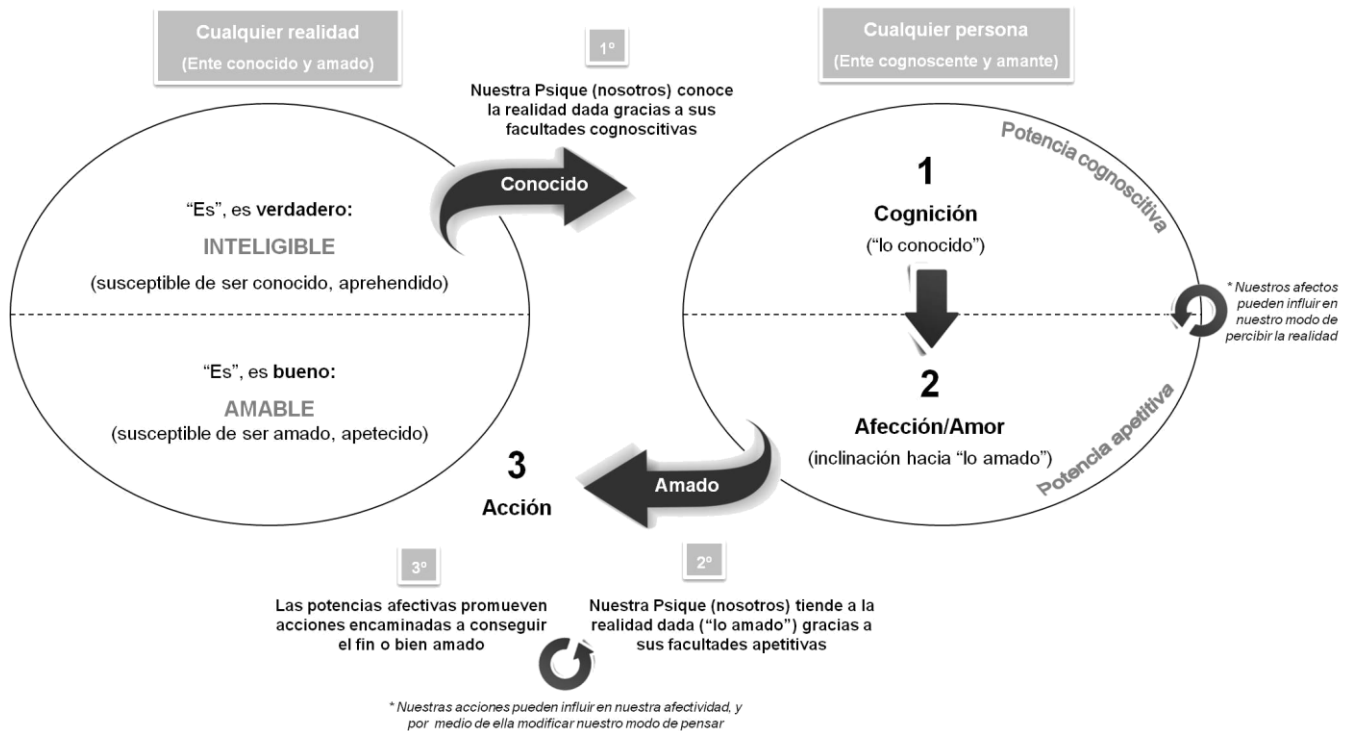 Cualquier realidad
(Ente conocido y amado)
1º
Nuestra Psique (nosotros) conoce
la realidad dada gracias a sus
facultades cognoscitivas
Cualquier persona
(Ente cognoscente y amante)
Conocido
"Es", es verdadero:
INTELIGIBLE
(susceptible de ser conocido, aprehendido)
"Es", es bueno:
AMABLE
(susceptible de ser amado, apetecido)
Potencia cognoscitiva
1
Cognición
("lo conocido")
* Nuestros afectos
pueden influir en
nuestro modo de
percibir la realidad
2
Afección/Amor
(inclinación hacia "lo amado")
Potencia apetitiva
Amado
3
Acción
3º
Las potencias afectivas promueven
acciones encaminadas a conseguir
el fin o bien amado
2º
Nuestra Psique (nosotros) tiende a la
realidad dada ("lo amado") gracias a
sus facultades apetitivas
* Nuestras acciones pueden influir en nuestra afectividad, y
por medio de ella modificar nuestro modo de pensar